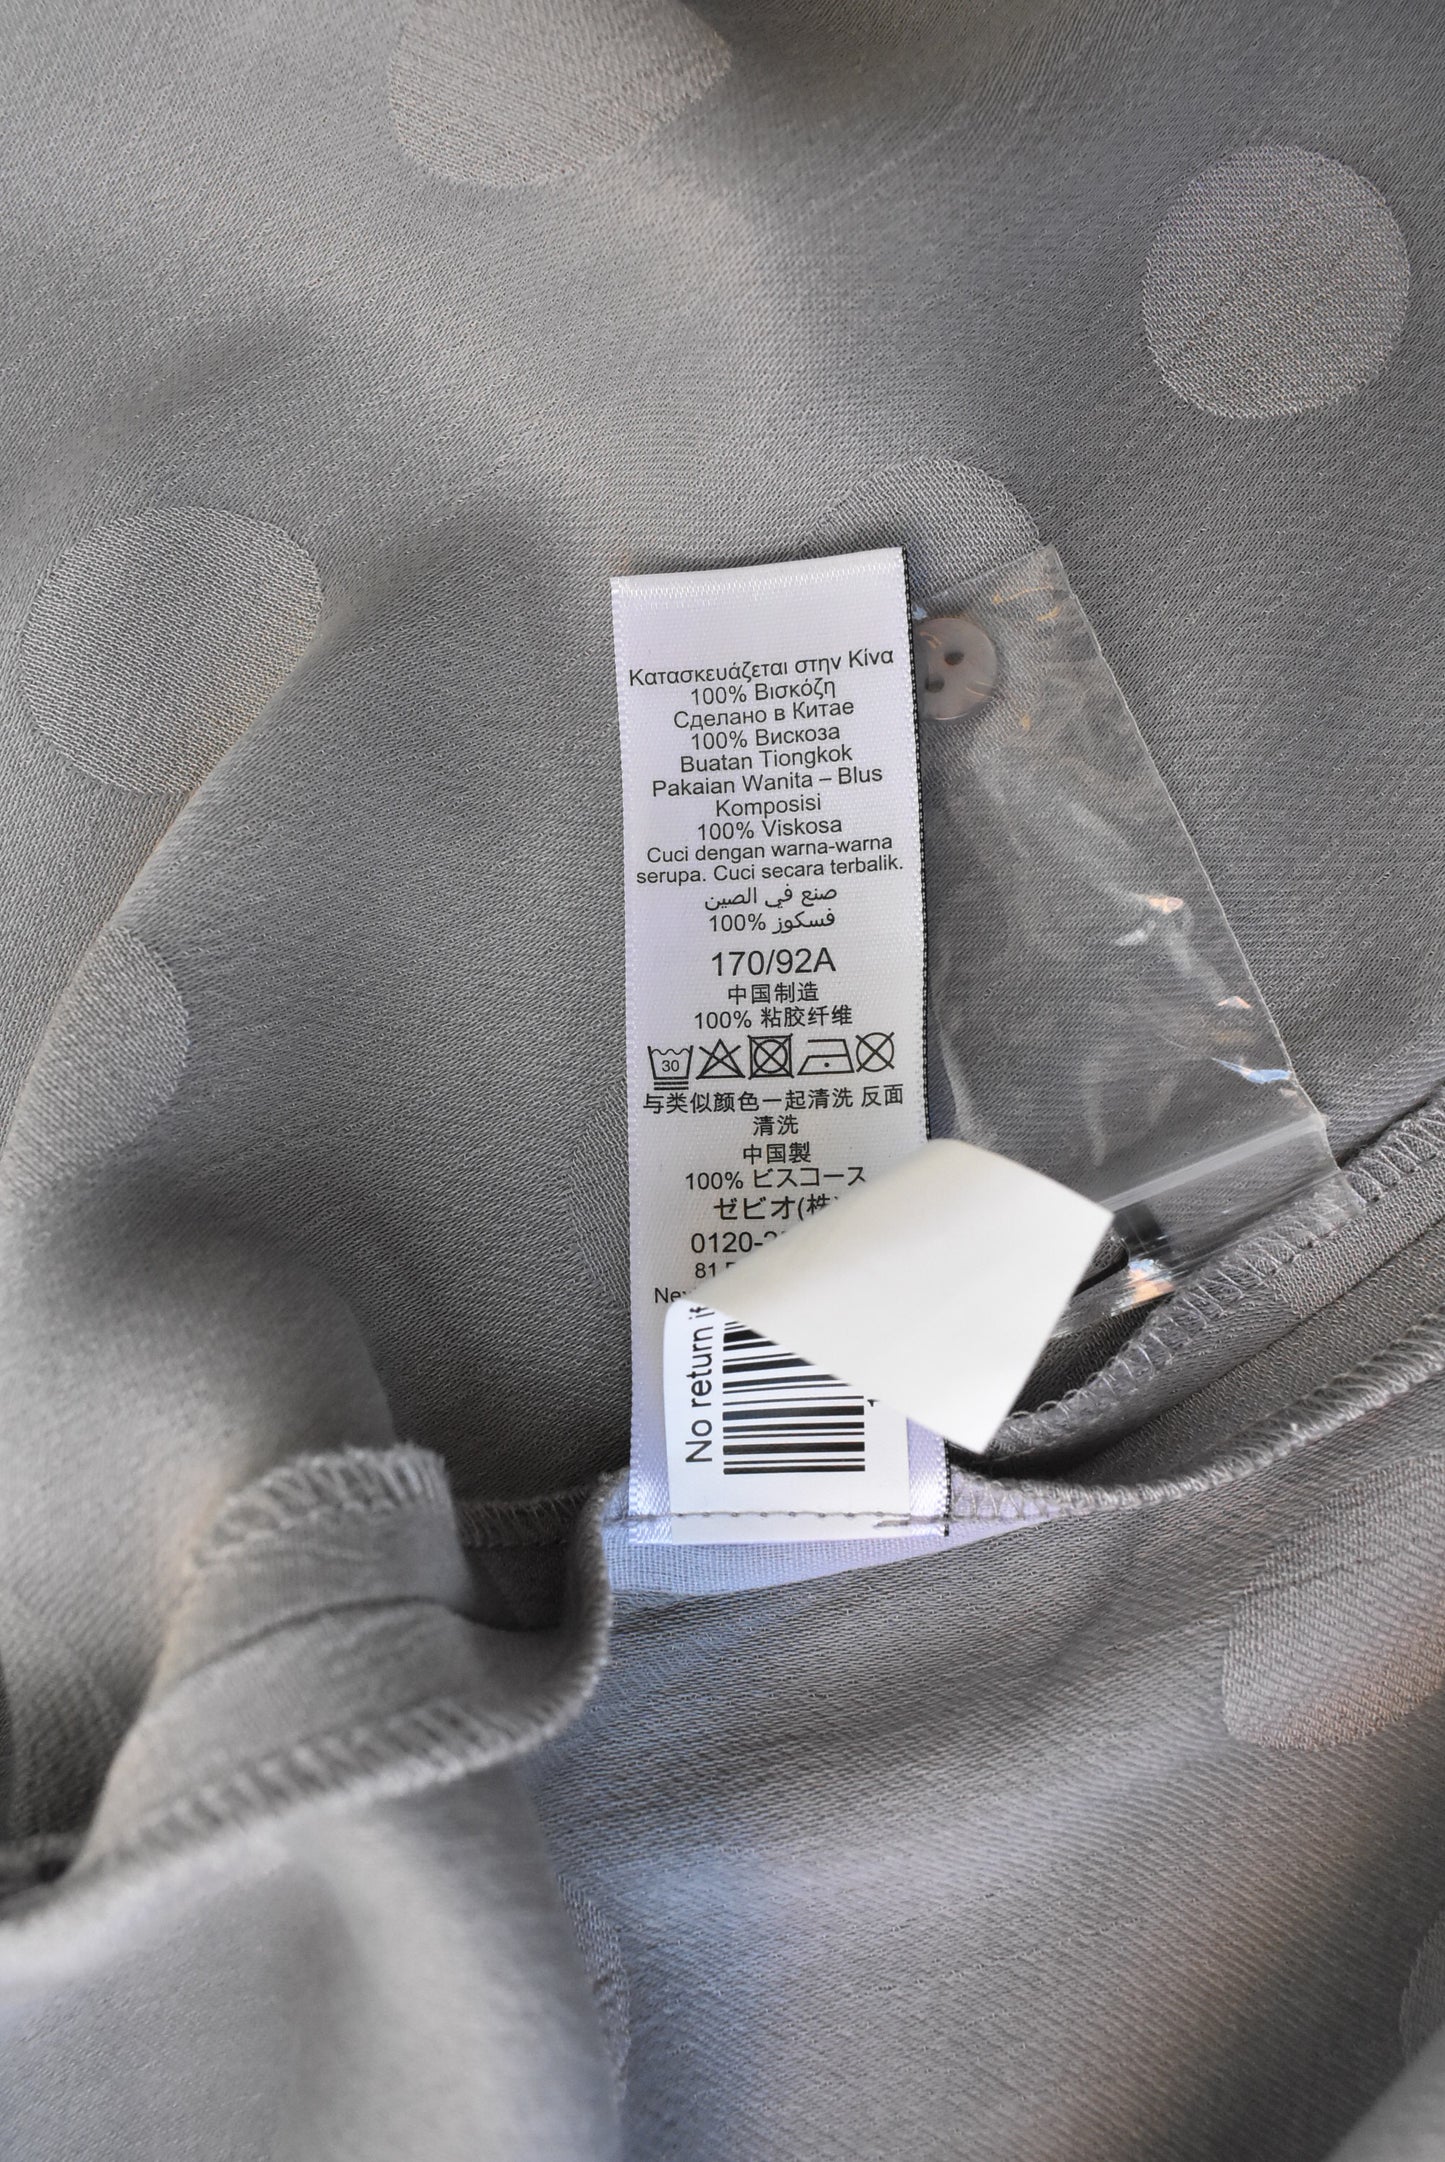 Κατασκευάζεται στην Κίνα
100% Βισκόζη
Сделано в Китае
100% Вискоза
Buatan Tiongkok
Pakaian Wanita – Blus
Komposisi
100% Viskosa
Cuci dengan warna-warna
serupa. Cuci secara terbalik.
صنع في الصين
100% فسكوز
170/92A
中国制造
100% 粘胶纤维
30
与类似颜色一起清洗 反面
清洗
中国製
100% ビスコース
ゼビオ(株)
0120-
81
No return if